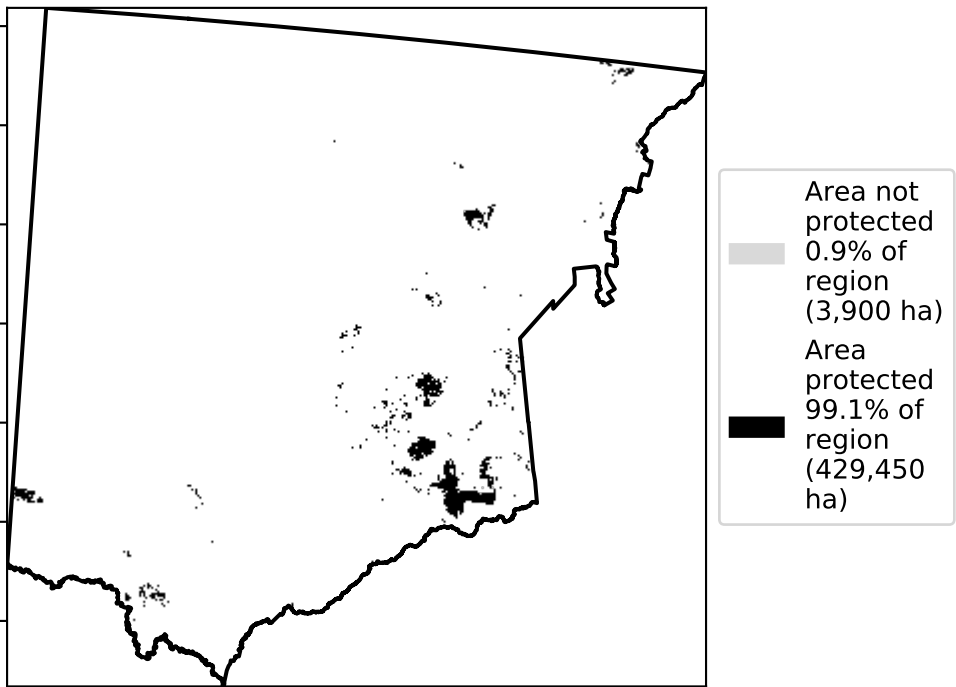 Area not
protected
0.9% of
region
(3,900 ha)
Area
protected
99.1% of
region
(429,450
ha)